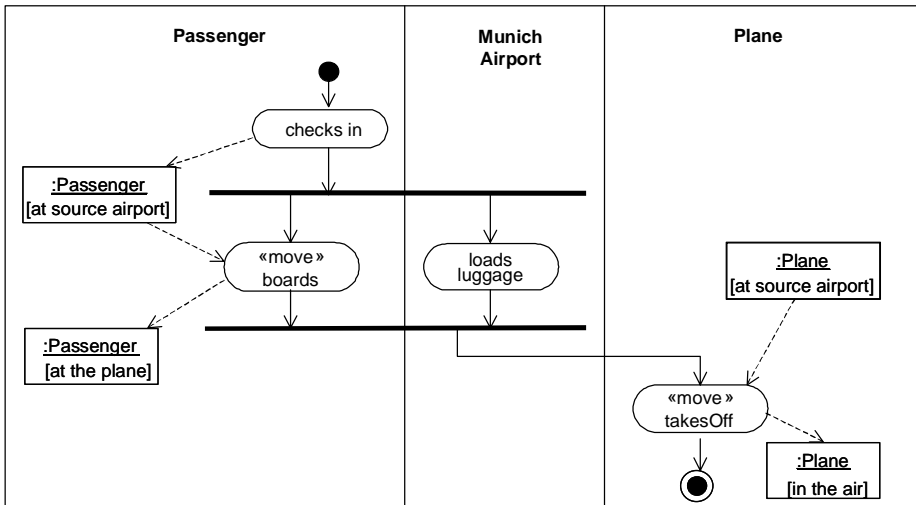 Passenger
Munich
Airport
Plane
checks in
:Passenger
[at source airport]
«move»
boards
loads
luggage
:Plane
[at source airport]
:Passenger
[at the plane]
«move»
takesOff
:Plane
[in the air]